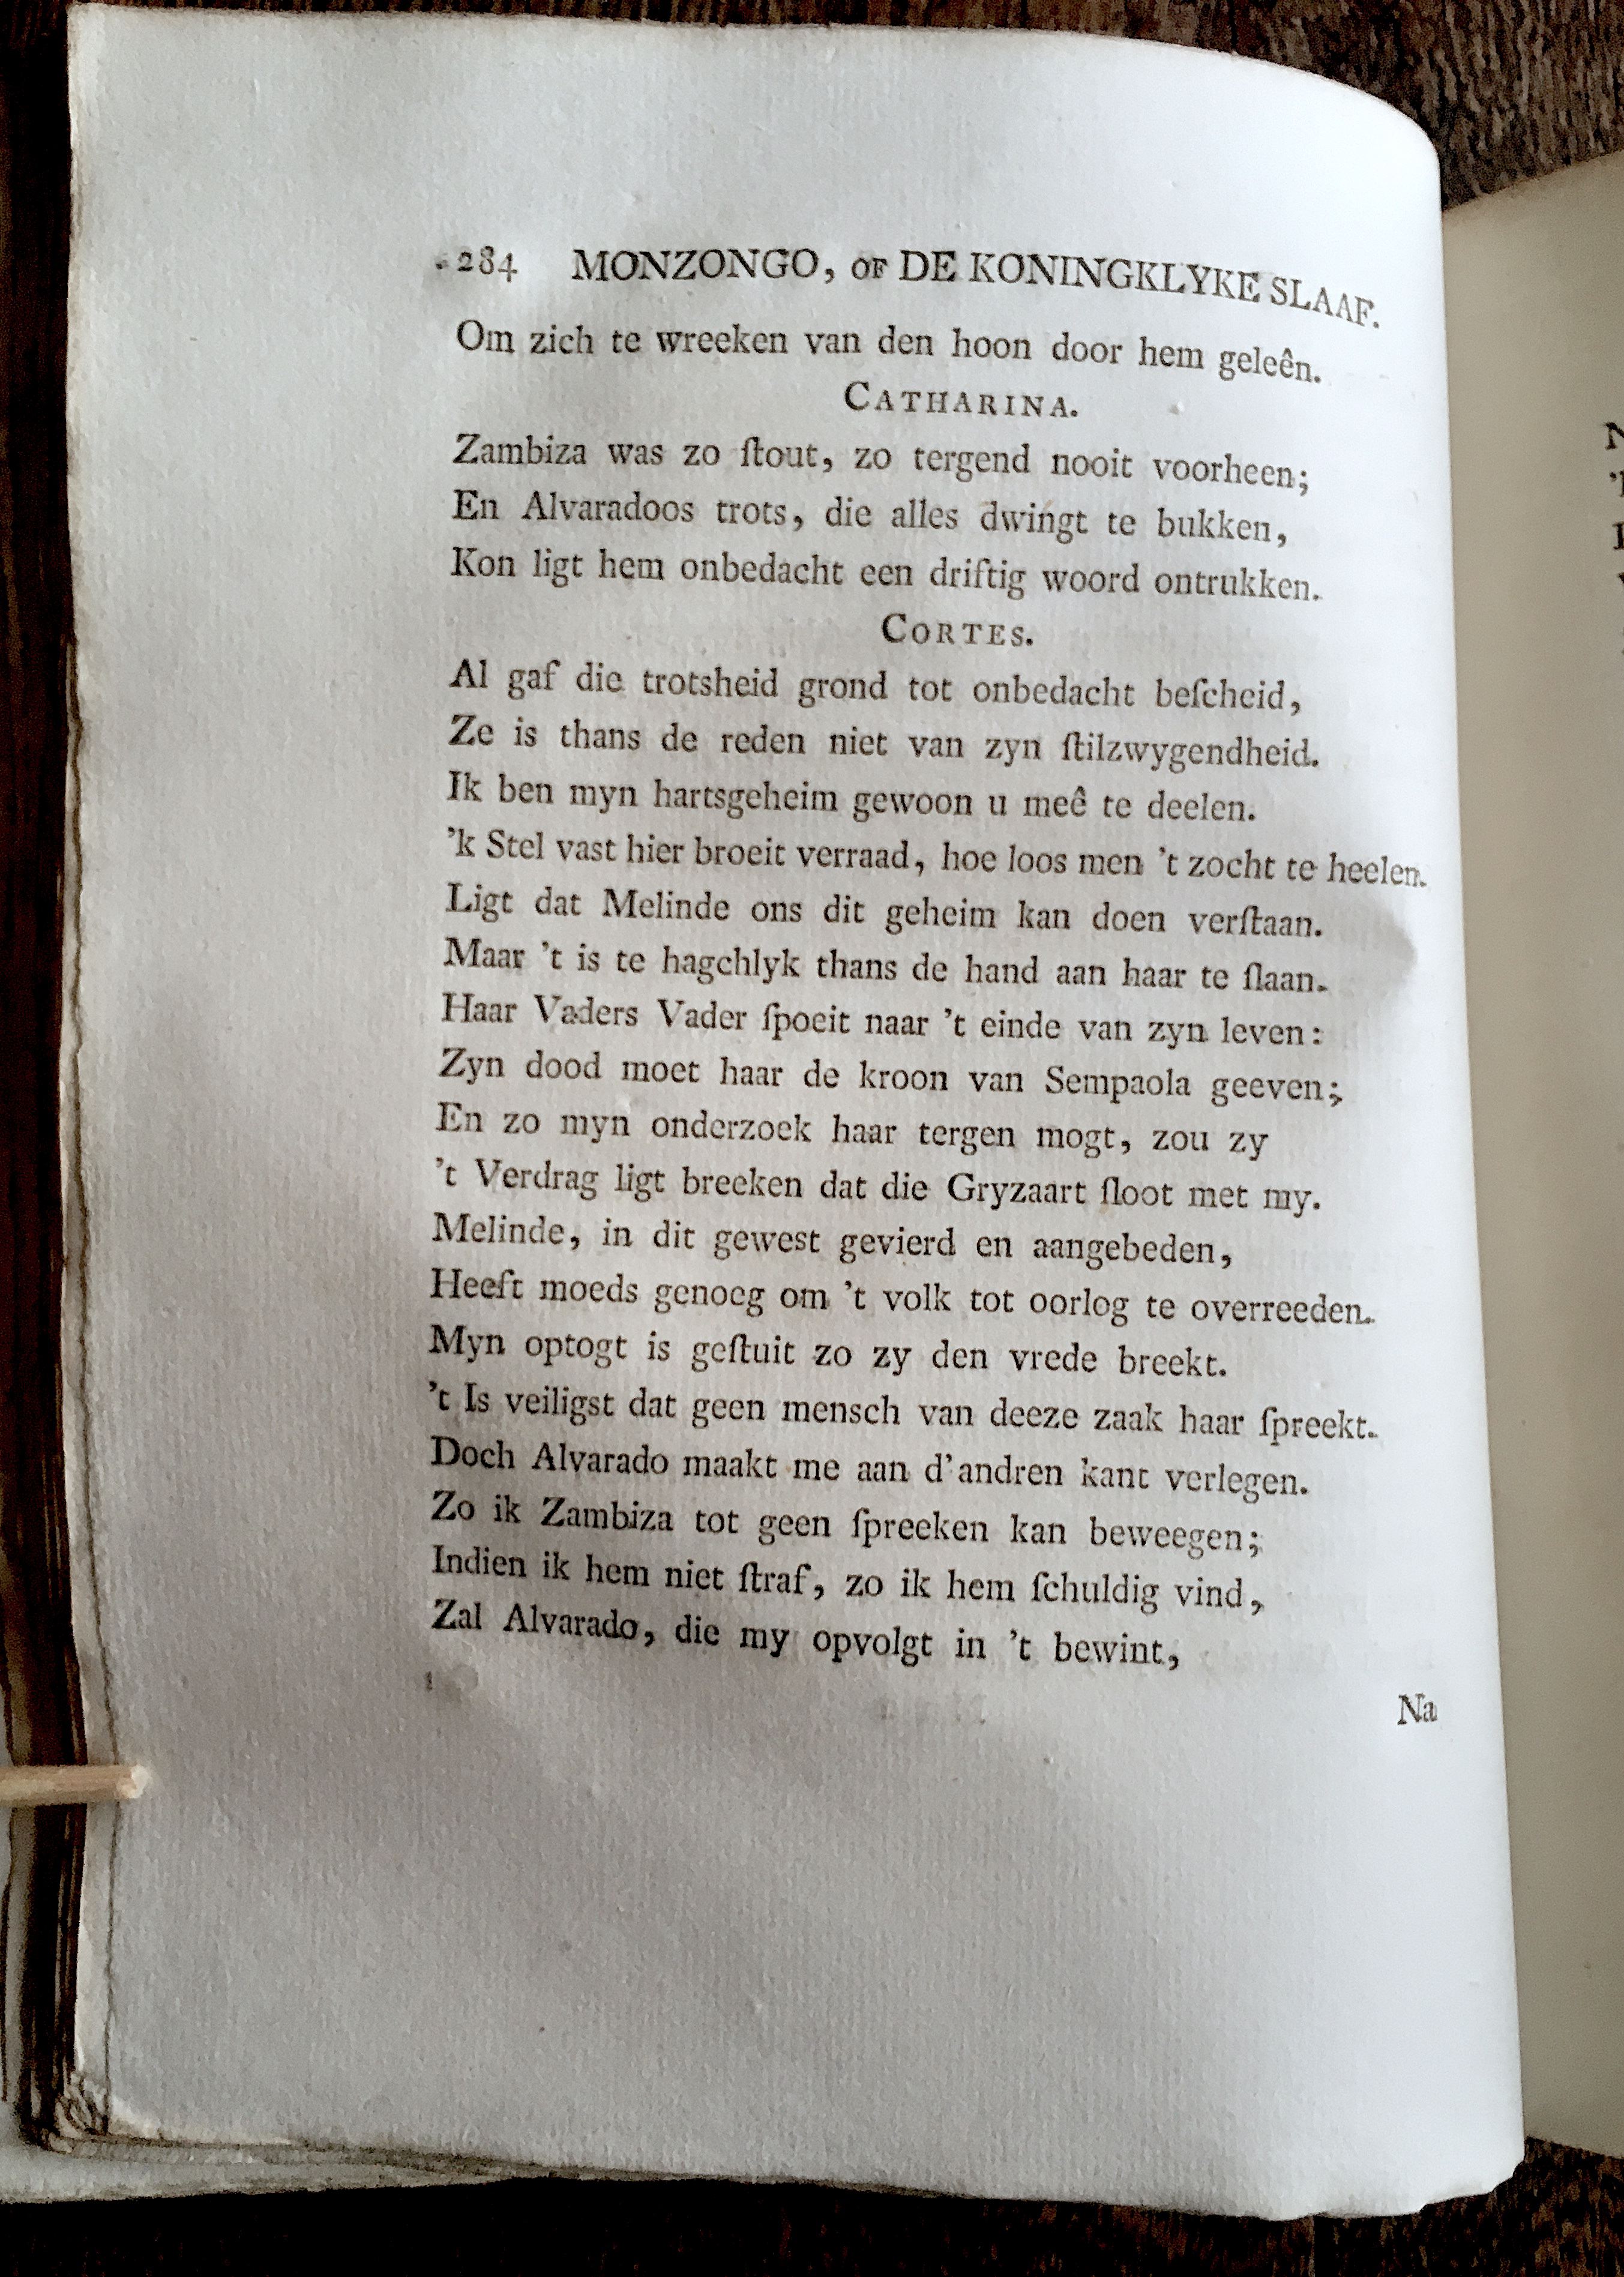 284 MONZONGO, OF DE KONINGKLYKE SLAAF.
Om zich te wreeken van den hoon door hem geleên.
CATHARINA.
Zambiza was zo ſtout, zo tergend nooit voorheen;
En Alvaradoos trots, die alles dwingt te bukken,
Kon ligt hem onbedacht een driftig woord ontrukken.
CORTES.
Al gaf die trotsheid grond tot onbedacht beſcheid,
Ze is thans de reden niet van zyn ſtilzwygendheid.
Ik ben myn hartsgeheim gewoon u meê te deelen.
'k Stel vast hier broeit verraad, hoe loos men 't zocht te heelen.
Ligt dat Melinde ons dit geheim kan doen verſtaan.
Maar 't is te hagchlyk thans de hand aan haar te ſlaan.
Haar Vaders Vader ſpoeit naar 't einde van zyn leven:
Zyn dood moet haar de kroon van Sempaola geeven;
En zo myn onderzoek haar tergen mogt, zou zy
't Verdrag ligt breeken dat die Gryzaart ſloot met my.
Melinde, in dit gewest gevierd en aangebeden,
Heeft moeds genoeg om 't volk tot oorlog te overreeden.
Myn optogt is geſtuit zo zy den vrede breekt.
't Is veiligst dat geen mensch van deeze zaak haar ſpreekt.
Doch Alvarado maakt me aan d'andren kant verlegen.
Zo ik Zambiza tot geen ſpreeken kan beweegen;
Indien ik hem niet ſtraf, zo ik hem ſchuldig vind,
Zal Alvarado, die my opvolgt in 't bewint,
Na